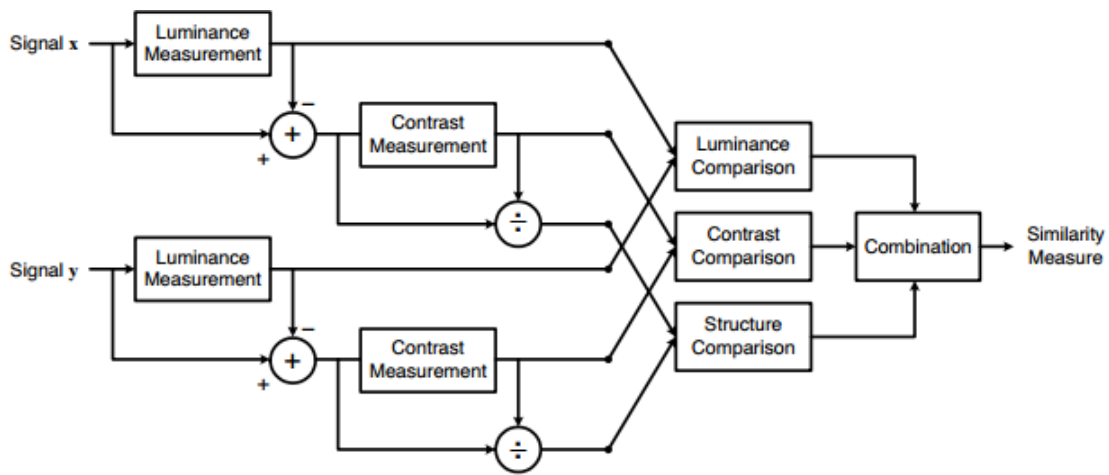 Signal x
Luminance
Measurement
−
+
+
Contrast
Measurement
÷
Luminance
Comparison
Signal y
Luminance
Measurement
Contrast
Comparison
Combination
Similarity
Measure
−
+
+
Contrast
Measurement
÷
Structure
Comparison